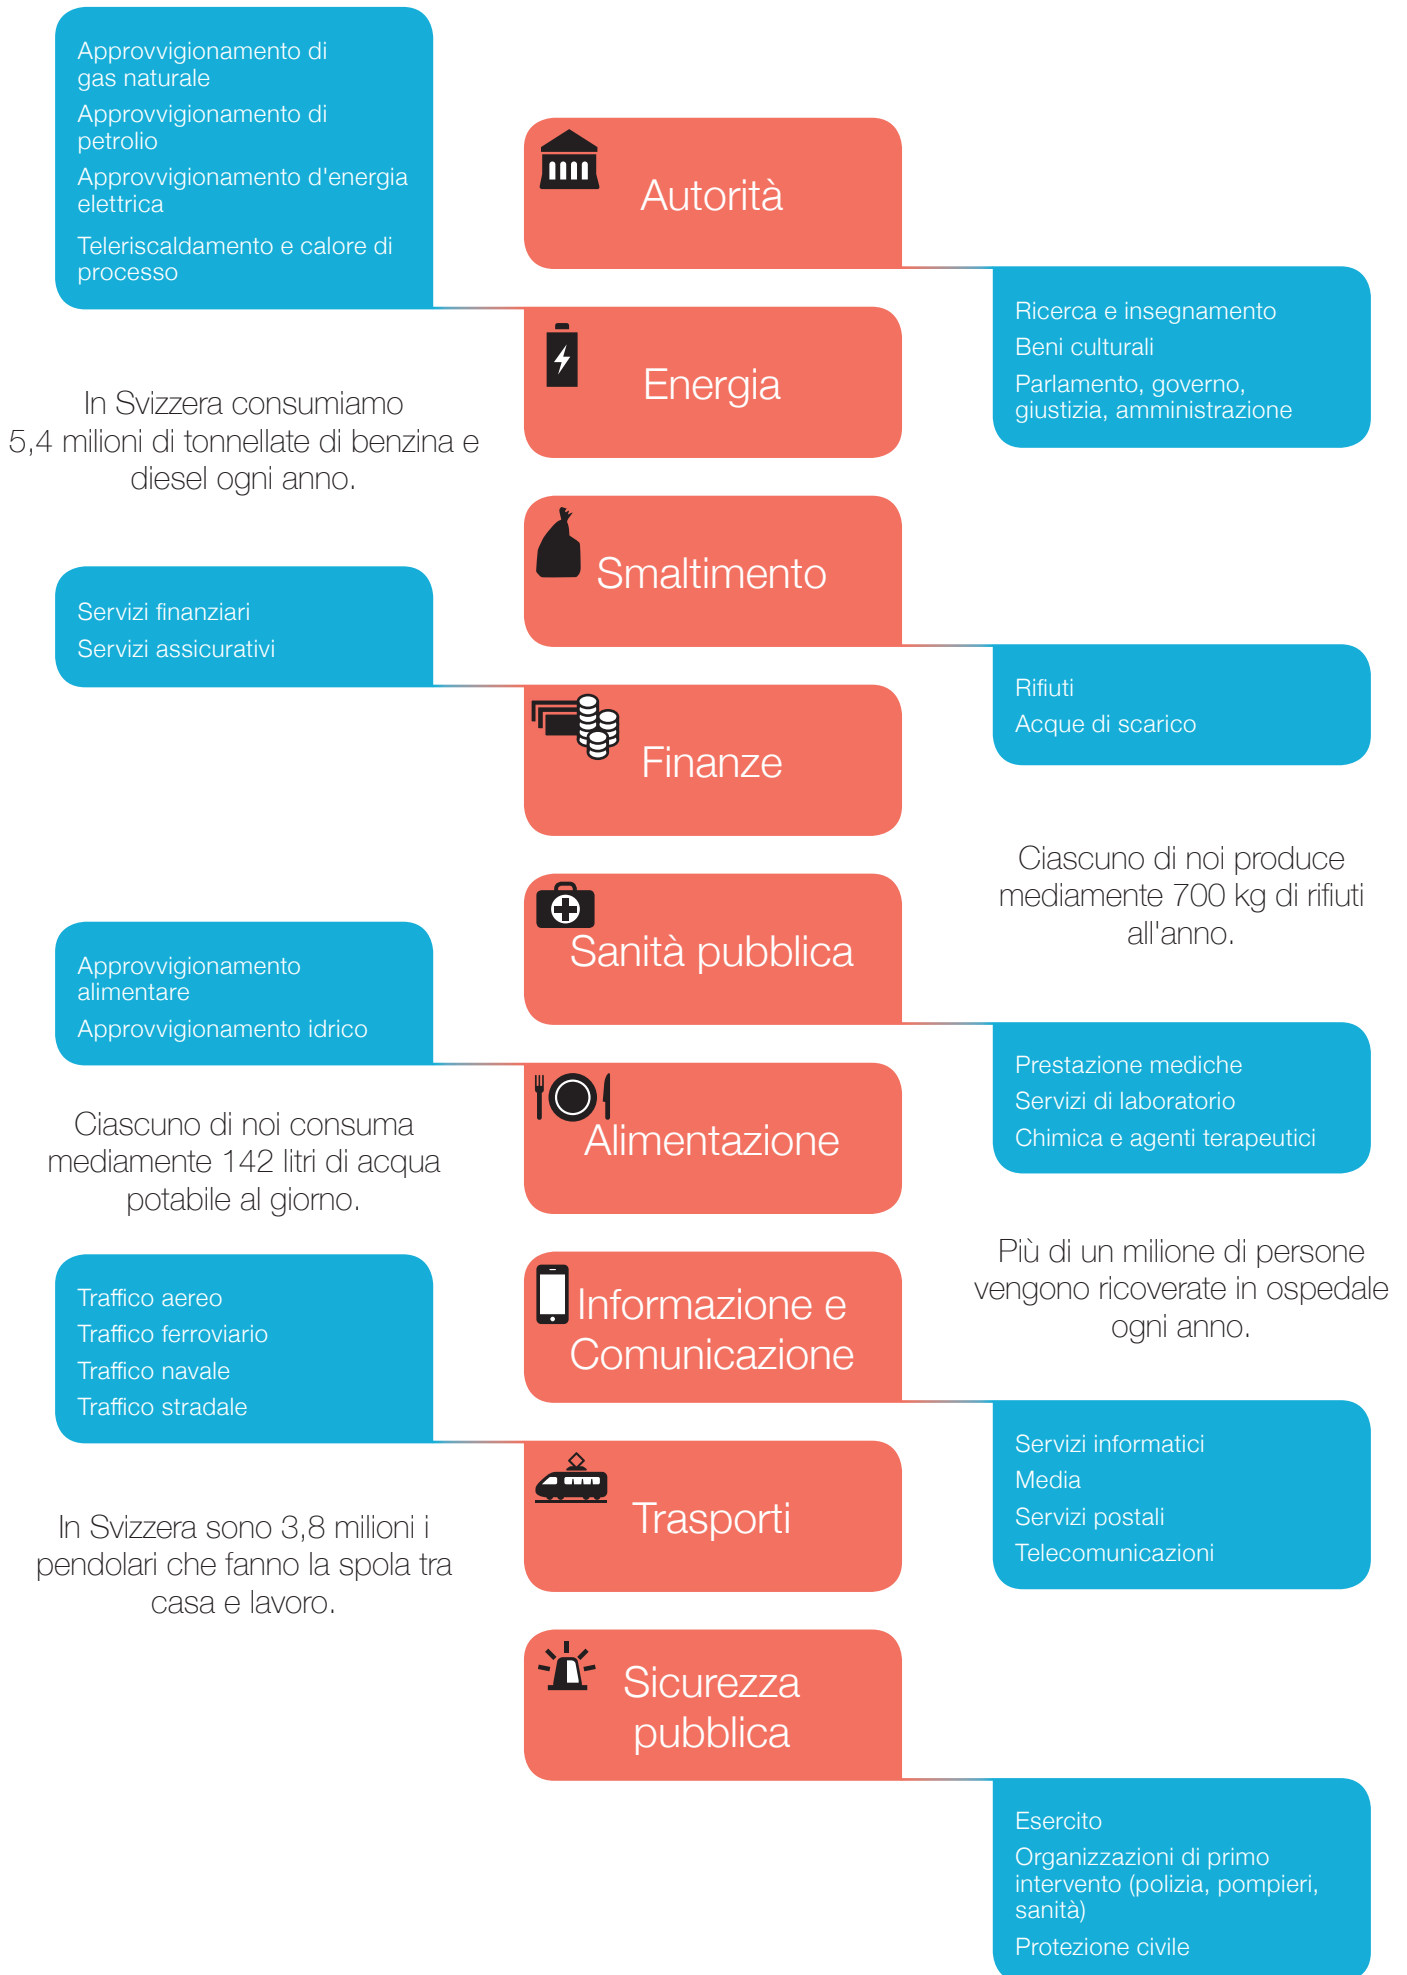 Approvvigionamento di
gas naturale
Approvvigionamento di
petrolio
Approvvigionamento d'energia
elettrica
Teleriscaldamento e calore di
processo
Autorità
Ricerca e insegnamento
Beni culturali
Parlamento, governo,
giustizia, amministrazione
Energia
In Svizzera consumiamo
5,4 milioni di tonnellate di benzina e
diesel ogni anno.
Smaltimento
Servizi finanziari
Servizi assicurativi
Rifiuti
Acque di scarico
Finanze
Ciascuno di noi produce
mediamente 700 kg di rifiuti
all'anno.
Sanità pubblica
Approvvigionamento
alimentare
Approvvigionamento idrico
Prestazione mediche
Servizi di laboratorio
Chimica e agenti terapeutici
Alimentazione
Ciascuno di noi consuma
mediamente 142 litri di acqua
potabile al giorno.
Più di un milione di persone
vengono ricoverate in ospedale
ogni anno.
Informazione e
Comunicazione
Traffico aereo
Traffico ferroviario
Traffico navale
Traffico stradale
Servizi informatici
Media
Servizi postali
Telecomunicazioni
Trasporti
In Svizzera sono 3,8 milioni i
pendolari che fanno la spola tra
casa e lavoro.
Sicurezza
pubblica
Esercito
Organizzazioni di primo
intervento (polizia, pompieri,
sanità)
Protezione civile